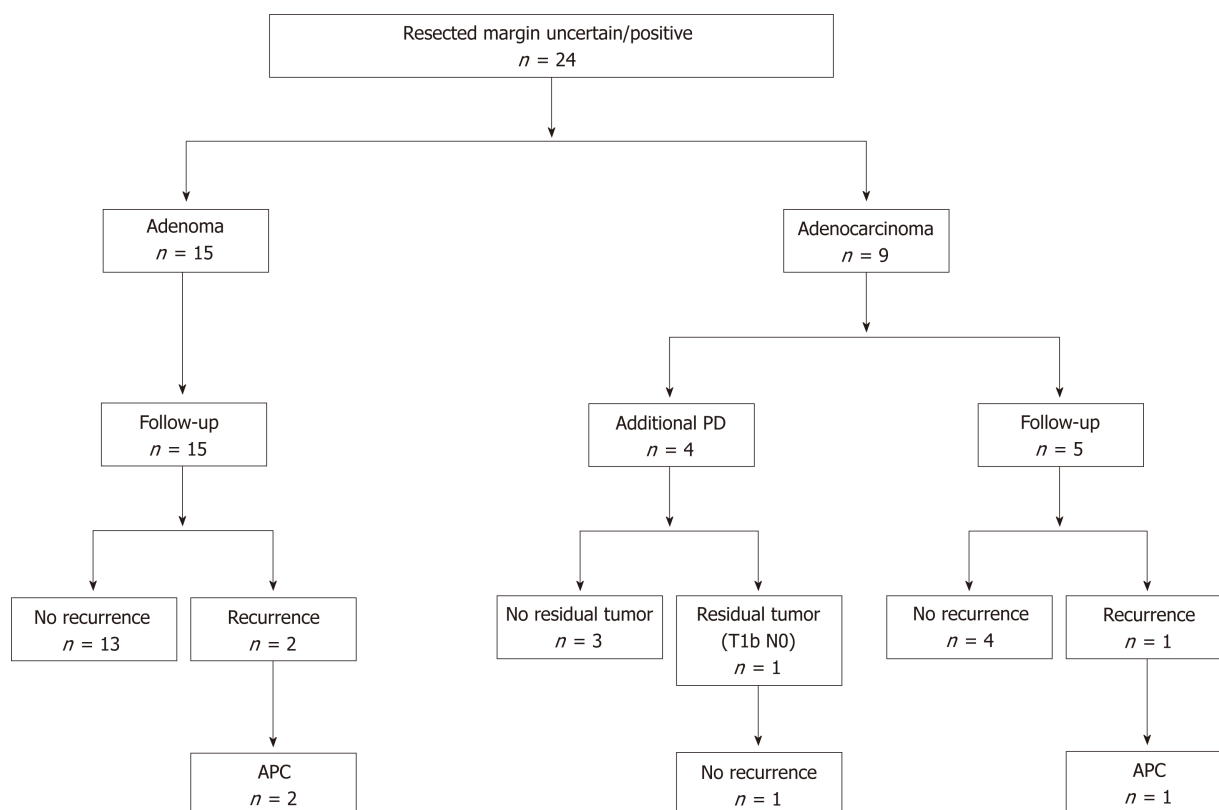 Resected margin uncertain/positive
n = 24
Adenoma
n = 15
Adenocarcinoma
n = 9
Follow-up
n = 15
Additional PD
n = 4
Follow-up
n = 5
No recurrence
n = 13
Recurrence
n = 2
No residual tumor
n = 3
Residual tumor
(T1b N0)
n = 1
No recurrence
n = 4
Recurrence
n = 1
APC
n = 2
No recurrence
n = 1
APC
n = 1